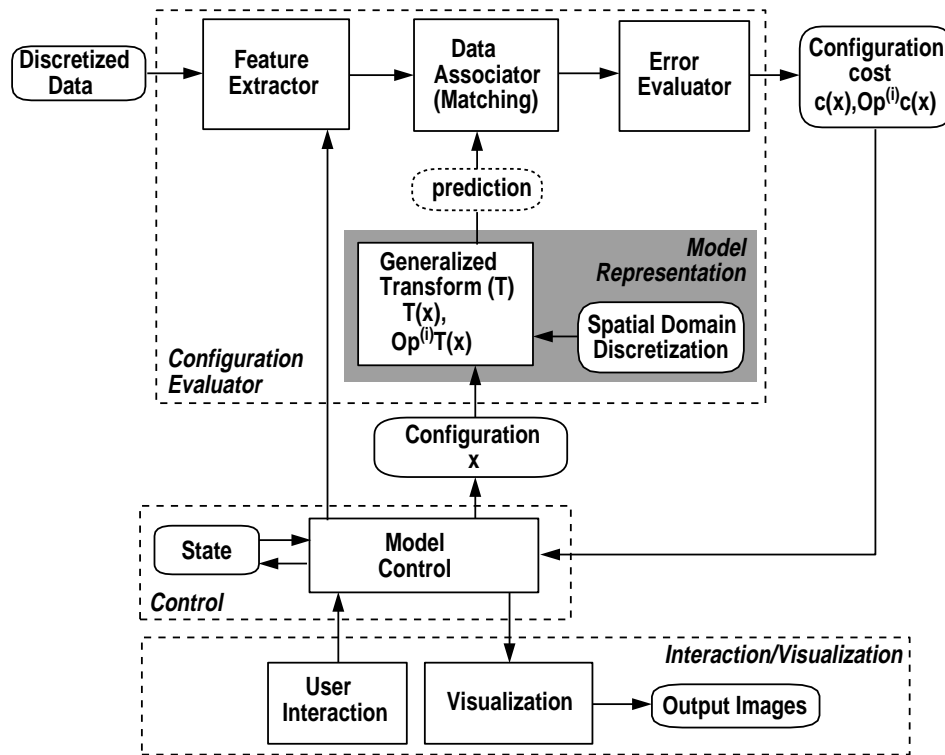 Discretized
Data
Feature
Extractor
Data
Associator
(Matching)
Error
Evaluator
Configuration
cost
c(x),Op(i)c(x)
prediction
Model
Representation
Generalized
Transform (T)
T(x),
Op(i)T(x)
Spatial Domain
Discretization
Configuration
Evaluator
Configuration
x
State
Model
Control
Control
Interaction/Visualization
User
Interaction
Visualization
Output Images